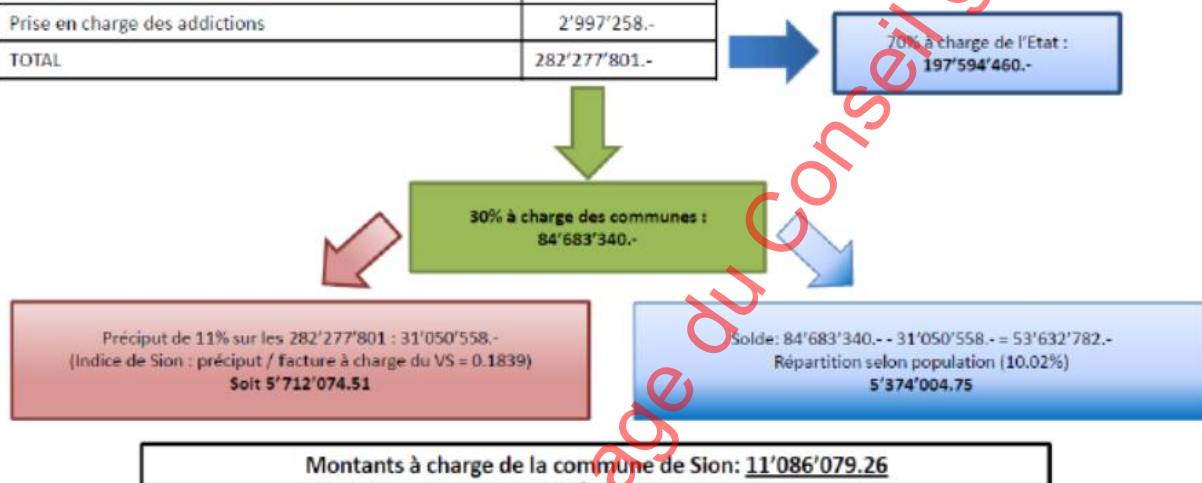 Prise en charge des addictions 2'997'258.-
TOTAL 282'277'801.-
70% à charge de l'Etat :
197'594'460.-
30% à charge des communes :
84'683'340.-
Préciput de 11% sur les 282'277'801 : 31'050'558.-
(Indice de Sion : préciput / facture à charge du VS = 0.1839)
Soit 5'712'074.51
Solde: 84'683'340.- - 31'050'558.- = 53'632'782.-
Répartition selon population (10.02%)
5'374'004.75
Montants à charge de la commune de Sion: 11'086'079.26
age du Conseil